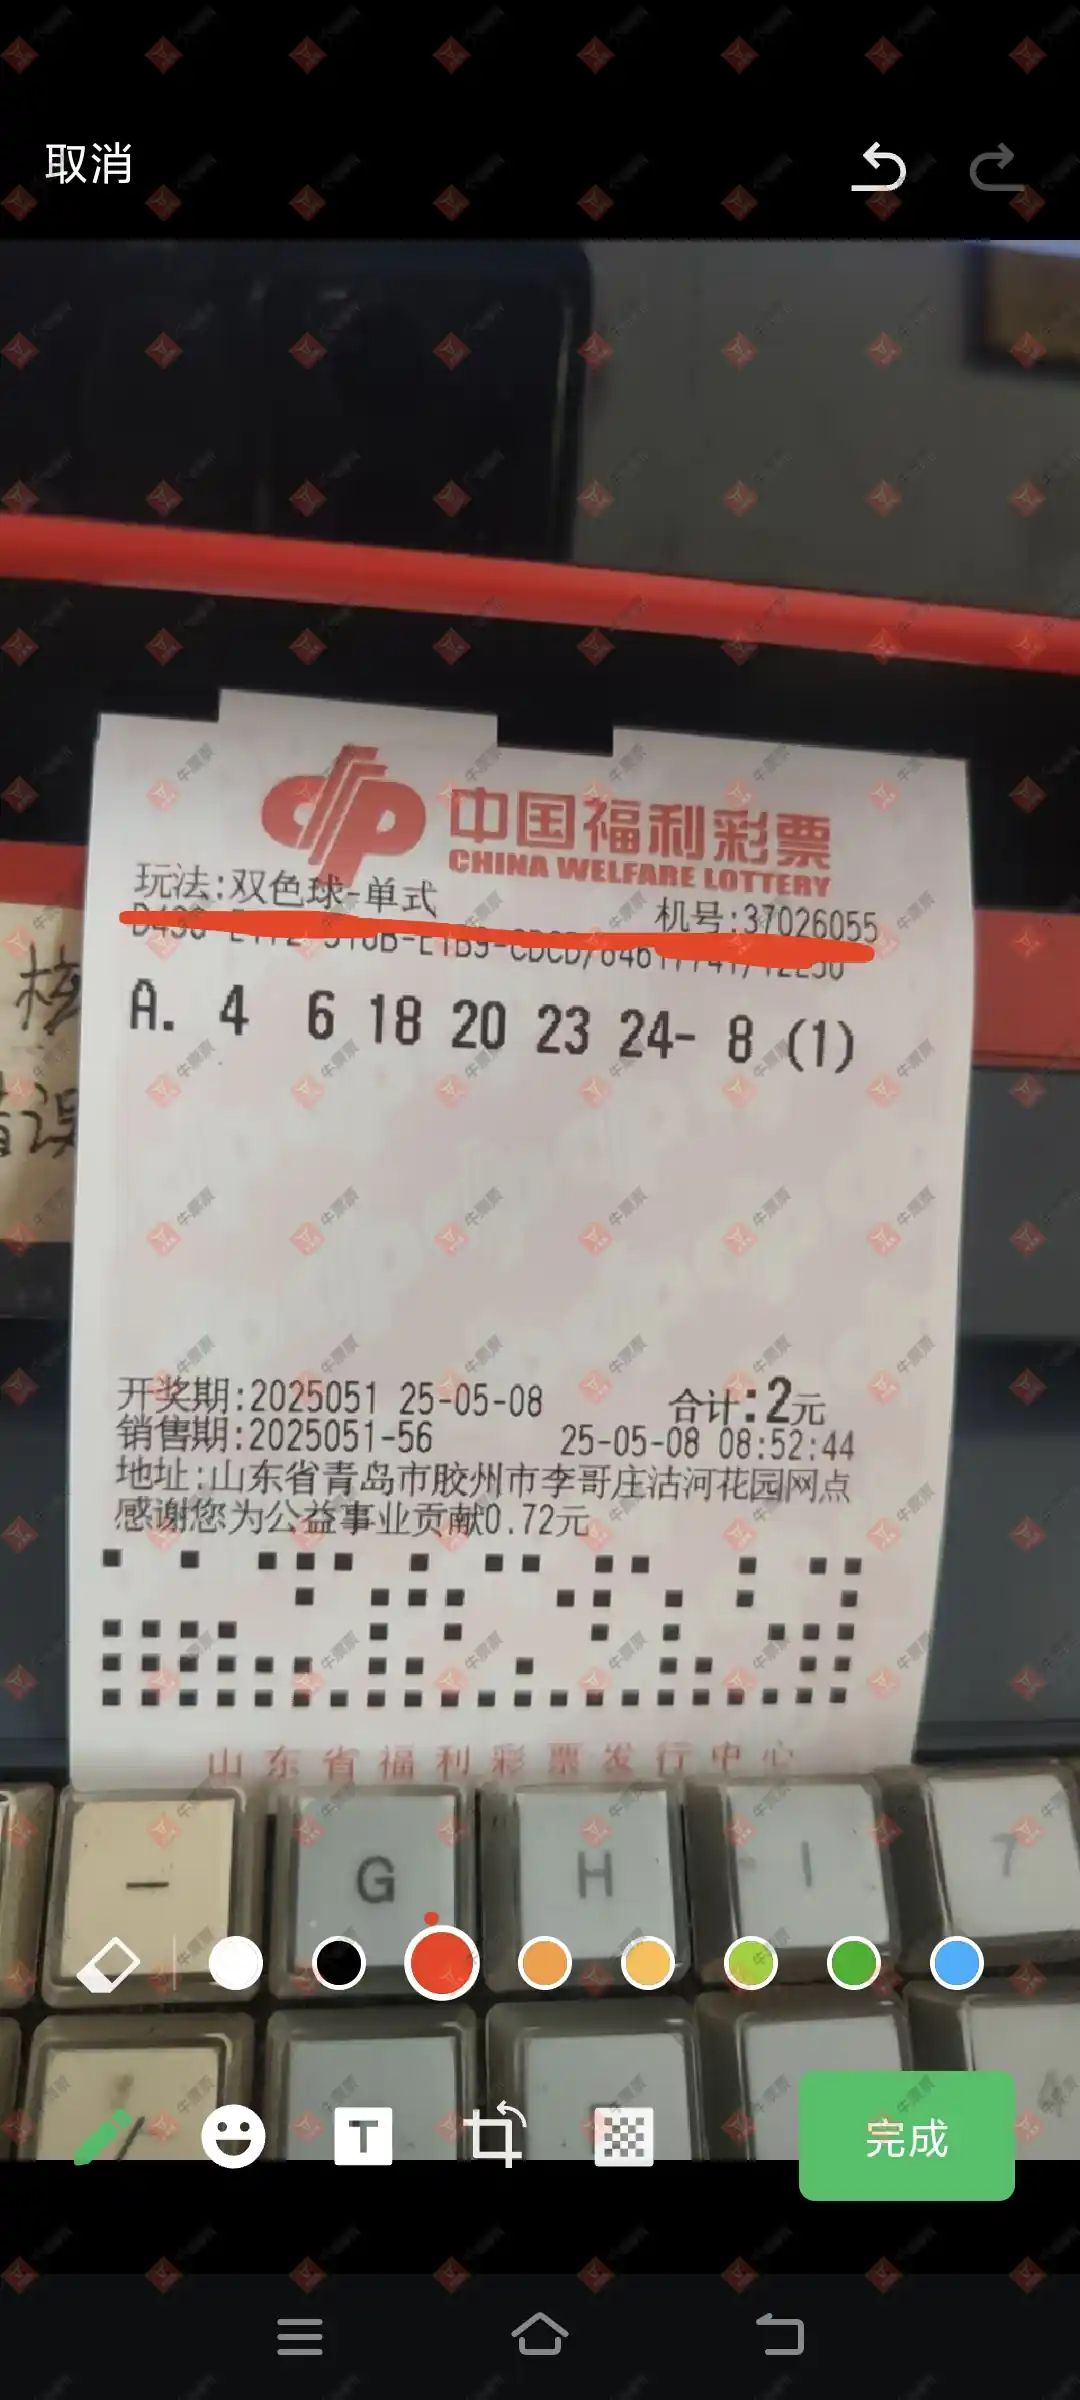 取消
中国福利彩票
CHINA WELFARE LOTTERY
玩法:双色球-单式
机号:37026055
A. 4 6 18 20 23 24- 8 (1)
开奖期:2025051 25-05-08 合计:2元
销售期:2025051-56 25-05-08 08:52:44
地址:山东省青岛市胶州市李哥庄沽河花园网点
感谢您为公益事业贡献0.72元
山东省福利彩票发行中心
G H I 7
T
完成
牛票票